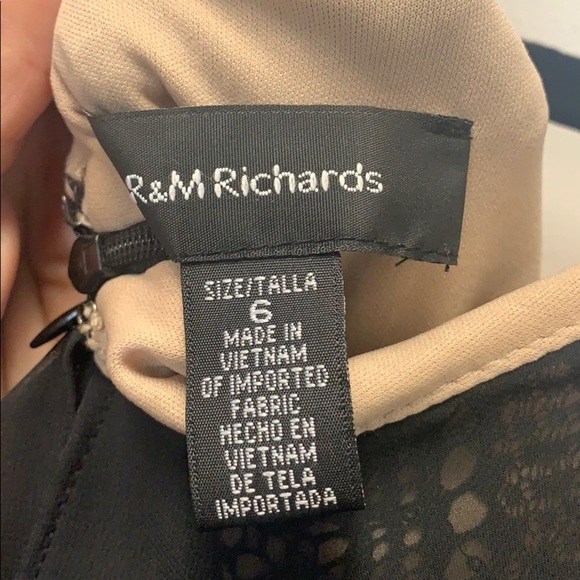 R&M Richards
SIZE/TALLA
6
MADE IN
VIETNAM
OF IMPORTED
FABRIC
HECHO EN
VIETNAM
DE TELA
IMPORTADA